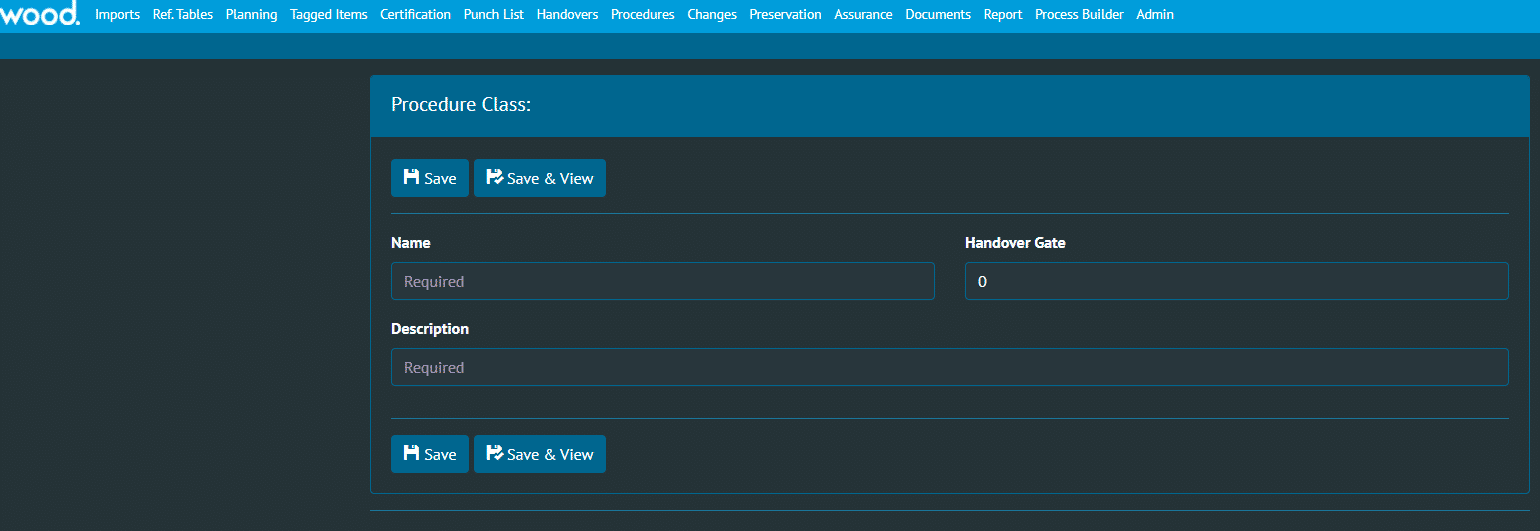 wood. Imports Ref. Tables Planning Tagged Items Certification Punch List Handovers Procedures Changes Preservation Assurance Documents Report Process Builder Admin
Procedure Class:
Save Save & View
Name Handover Gate
Required 0
Description
Required
Save Save & View